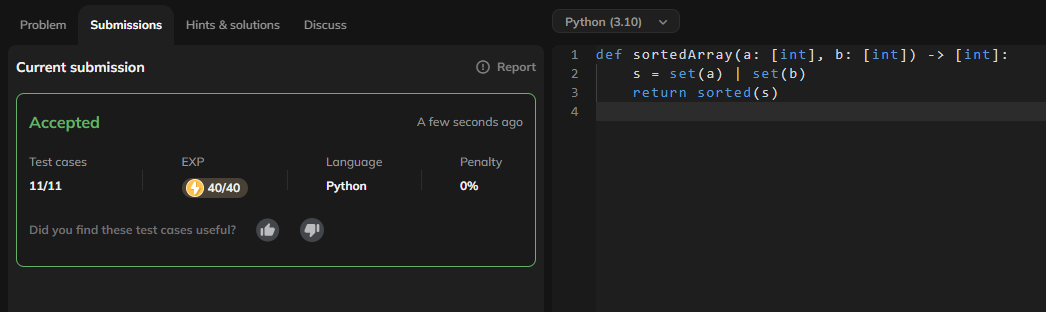 Problem Submissions Hints & solutions Discuss
Current submission Report
Accepted A few seconds ago
Test cases EXP Language Penalty
11/11 40/40 Python 0%
Did you find these test cases useful?
Python (3.10)
1 def sortedArray(a: [int], b: [int]) -> [int]:
2     s = set(a) | set(b)
3     return sorted(s)
4